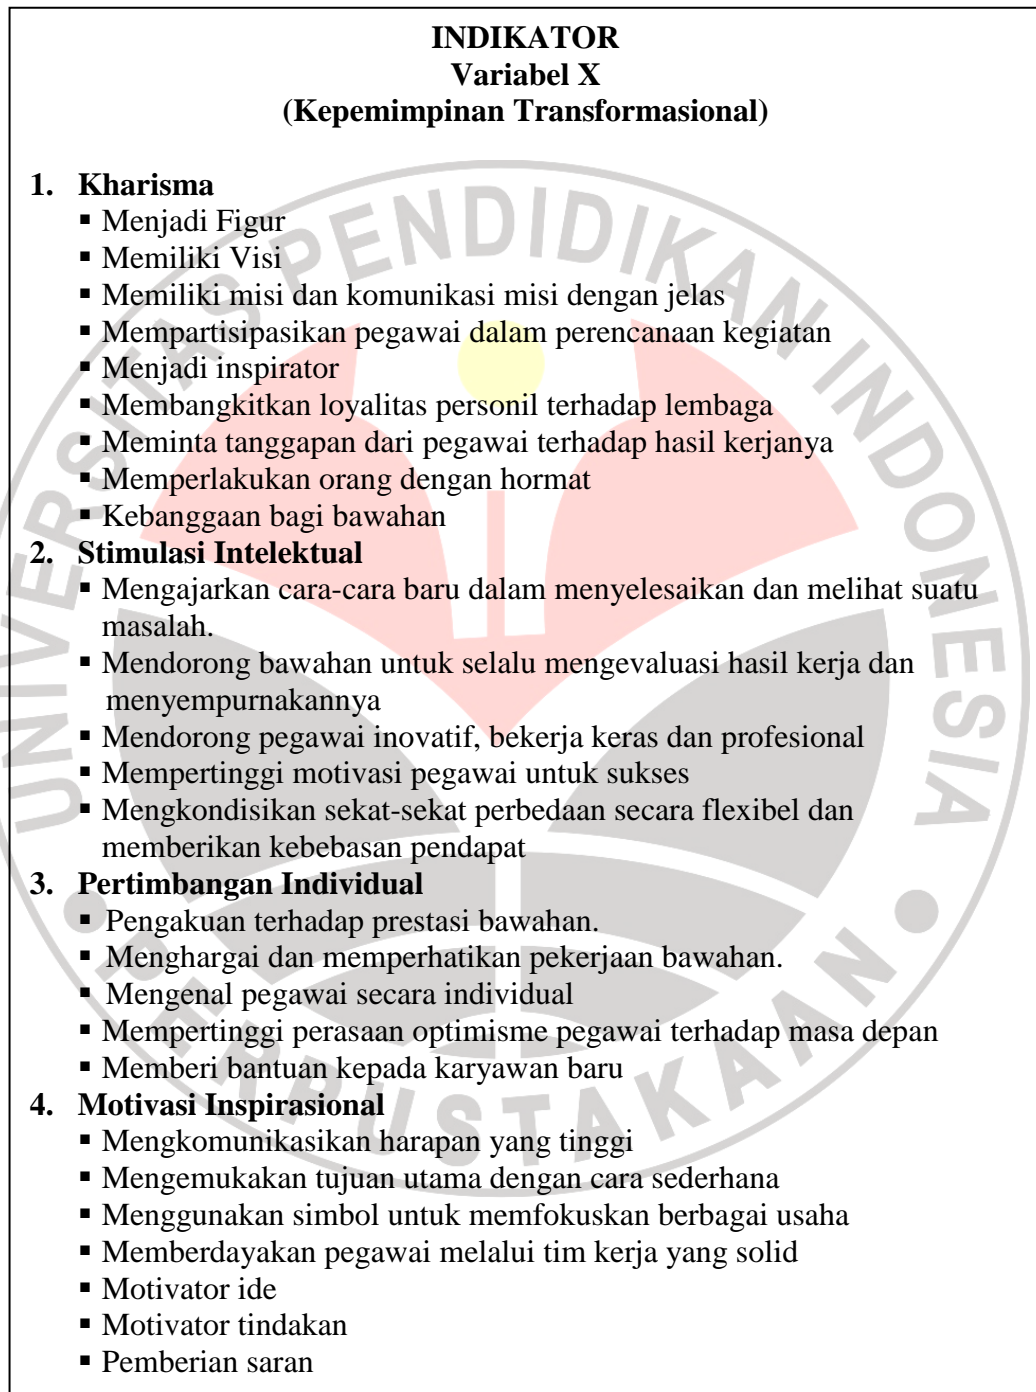 INDIKATOR
Variabel X
(Kepemimpinan Transformasional)
1. Kharisma
▪ Menjadi Figur
▪ Memiliki Visi
▪ Memiliki misi dan komunikasi misi dengan jelas
▪ Mempartisipasikan pegawai dalam perencanaan kegiatan
▪ Menjadi inspirator
▪ Membangkitkan loyalitas personil terhadap lembaga
▪ Meminta tanggapan dari pegawai terhadap hasil kerjanya
▪ Memperlakukan orang dengan hormat
▪ Kebanggaan bagi bawahan
2. Stimulasi Intelektual
▪ Mengajarkan cara-cara baru dalam menyelesaikan dan melihat suatu
masalah.
▪ Mendorong bawahan untuk selalu mengevaluasi hasil kerja dan
menyempurnakannya
▪ Mendorong pegawai inovatif, bekerja keras dan profesional
▪ Mempertinggi motivasi pegawai untuk sukses
▪ Mengkondisikan sekat-sekat perbedaan secara flexibel dan
memberikan kebebasan pendapat
3. Pertimbangan Individual
▪ Pengakuan terhadap prestasi bawahan.
▪ Menghargai dan memperhatikan pekerjaan bawahan.
▪ Mengenal pegawai secara individual
▪ Mempertinggi perasaan optimisme pegawai terhadap masa depan
▪ Memberi bantuan kepada karyawan baru
4. Motivasi Inspirasional
▪ Mengkomunikasikan harapan yang tinggi
▪ Mengemukakan tujuan utama dengan cara sederhana
▪ Menggunakan simbol untuk memfokuskan berbagai usaha
▪ Memberdayakan pegawai melalui tim kerja yang solid
▪ Motivator ide
▪ Motivator tindakan
▪ Pemberian saran
UNIVERSITAS PENDIDIKAN INDONESIA
PERPUSTAKAAN